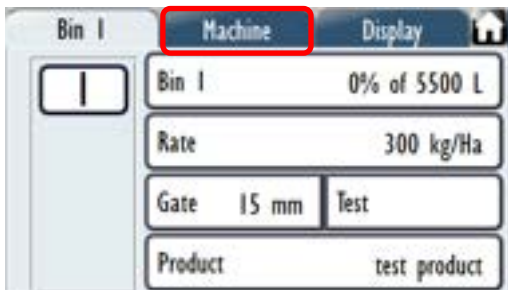 Bin 1 Machine Display
1
Bin 1 0% of 5500 L
Rate 300 kg/Ha
Gate 15 mm Test
Product test product